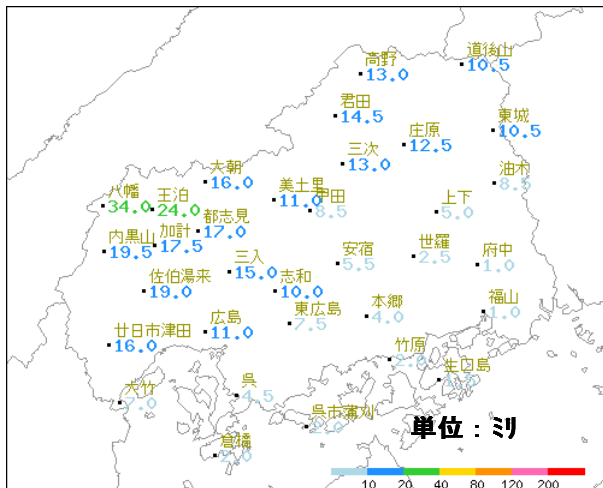 道後山
10.5
高野
13.0
君田
14.5
東城
10.5
庄原
12.5
三次
13.0
油木
8.5
大朝
16.0
八幡
34.0
王泊
24.0
美土里
11.0
甲田
8.5
上下
5.0
都志見
17.0
加計
17.5
内黒山
19.5
世羅
2.5
安宿
5.5
府中
1.0
三入
15.0
佐伯湯来
19.0
志和
10.0
東広島
7.5
本郷
4.0
福山
1.0
廿日市津田
16.0
広島
11.0
竹原
生口島
大竹
7.0
呉
4.5
呉市蒲刈
2.0
倉橋
単位：ミリ
10 20 40 80 120 200